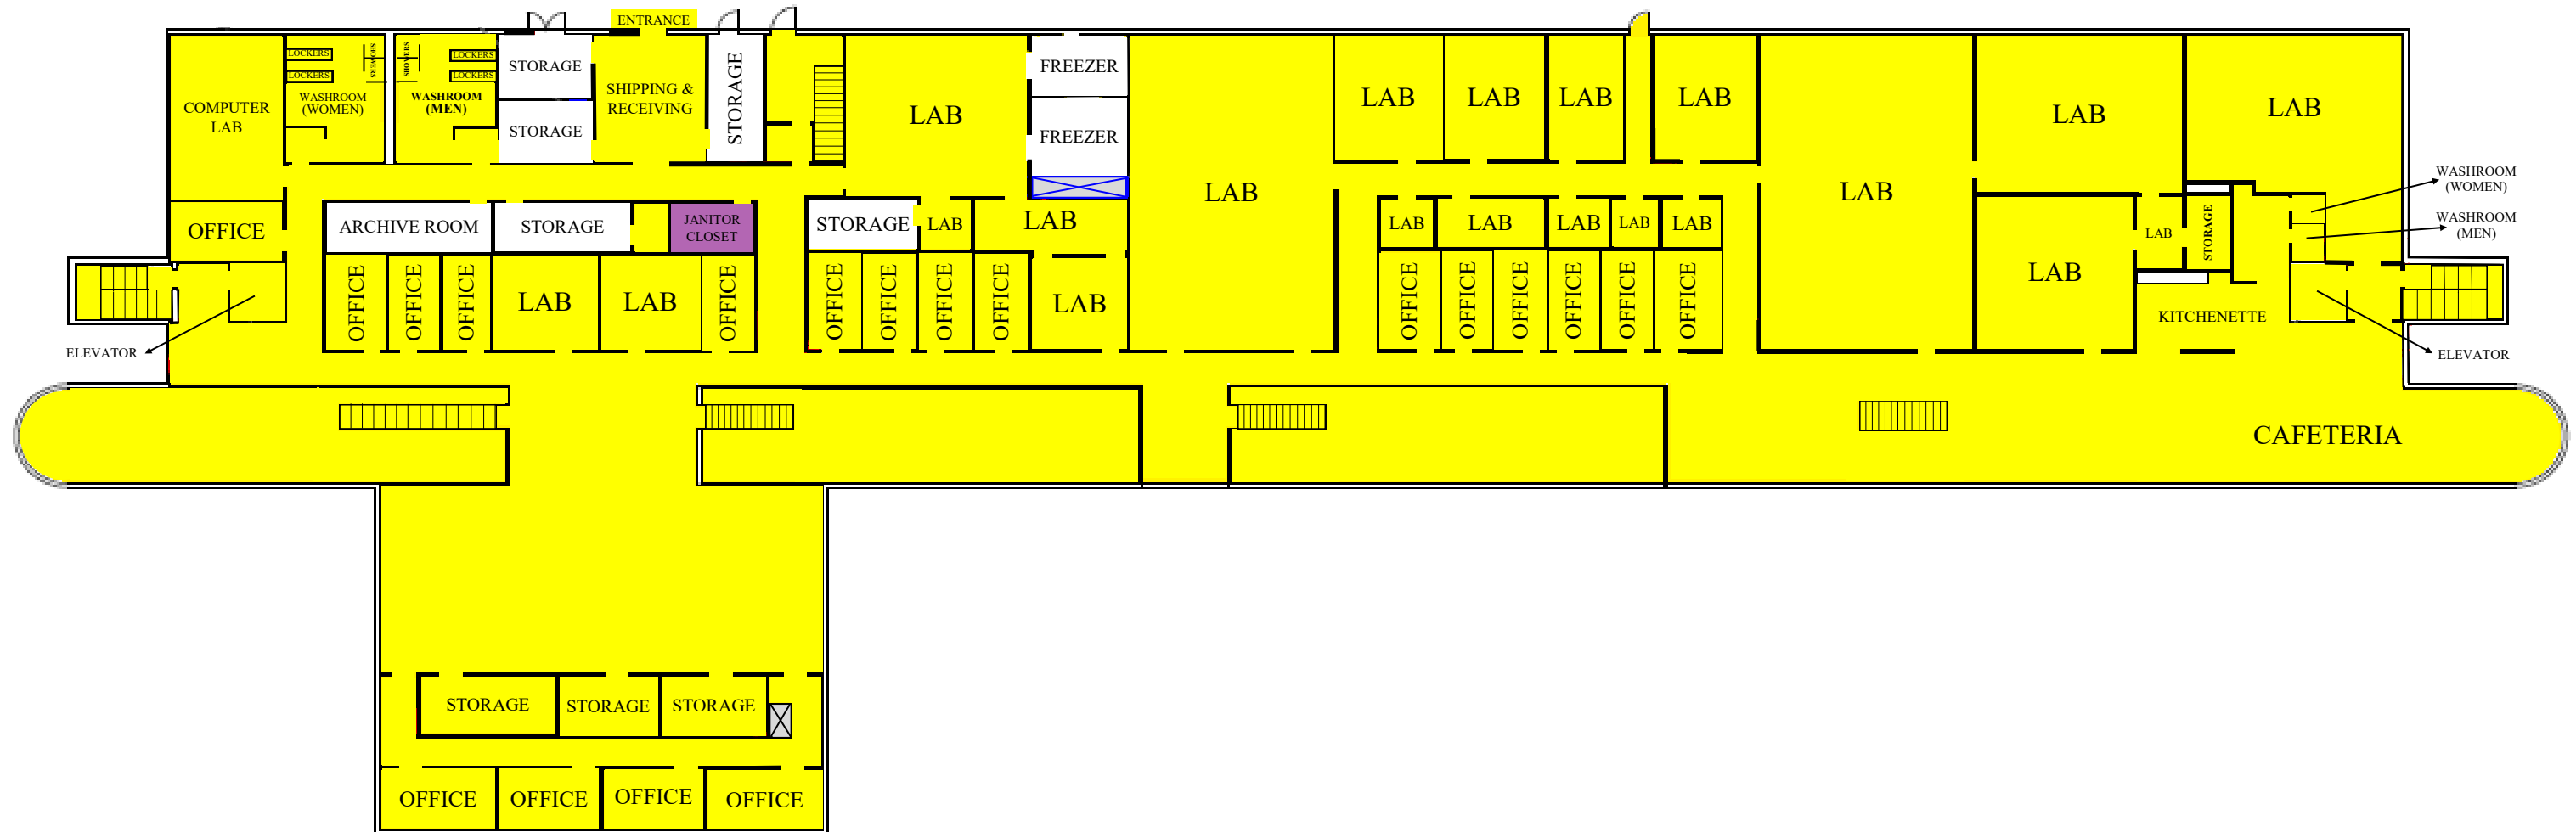 ENTRANCE
LOCKERS
LOCKERS
SHOWERS
SHOWERS
LOCKERS
LOCKERS
COMPUTER
LAB
WASHROOM
(WOMEN)
WASHROOM
(MEN)
STORAGE
STORAGE
SHIPPING &
RECEIVING
STORAGE
LAB
FREEZER
FREEZER
LAB
LAB
LAB
LAB
LAB
LAB
LAB
LAB
WASHROOM
(WOMEN)
WASHROOM
(MEN)
OFFICE
ARCHIVE ROOM
STORAGE
JANITOR
CLOSET
STORAGE
LAB
LAB
LAB
LAB
LAB
LAB
LAB
LAB
STORAGE
OFFICE
OFFICE
OFFICE
LAB
LAB
OFFICE
OFFICE
OFFICE
OFFICE
OFFICE
LAB
OFFICE
OFFICE
OFFICE
OFFICE
OFFICE
OFFICE
LAB
KITCHENETTE
ELEVATOR
ELEVATOR
CAFETERIA
STORAGE
STORAGE
STORAGE
OFFICE
OFFICE
OFFICE
OFFICE